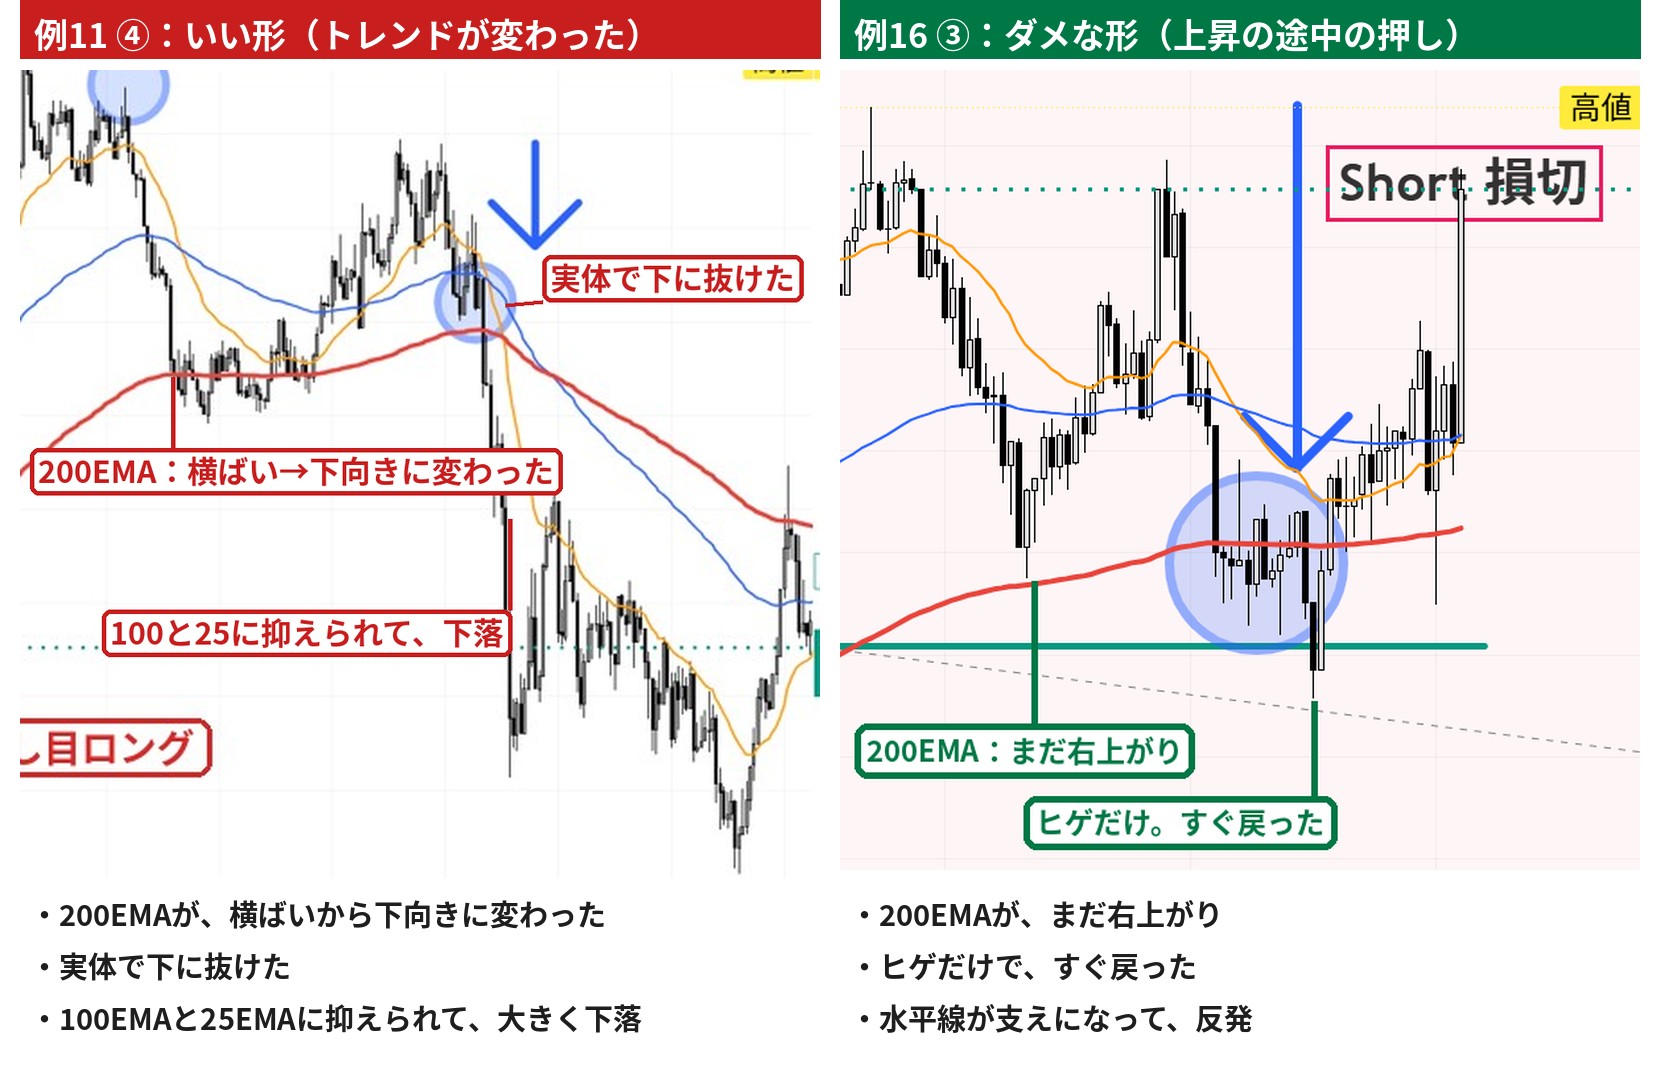 例11 ④：いい形（トレンドが変わった）
実体で下に抜けた
200EMA：横ばい→下向きに変わった
100と25に抑えられて、下落
し目ロング
・200EMAが、横ばいから下向きに変わった
・実体で下に抜けた
・100EMAと25EMAに抑えられて、大きく下落
例16 ③：ダメな形（上昇の途中の押し）
高値
Short 損切
200EMA：まだ右上がり
ヒゲだけ。すぐ戻った
・200EMAが、まだ右上がり
・ヒゲだけで、すぐ戻った
・水平線が支えになって、反発